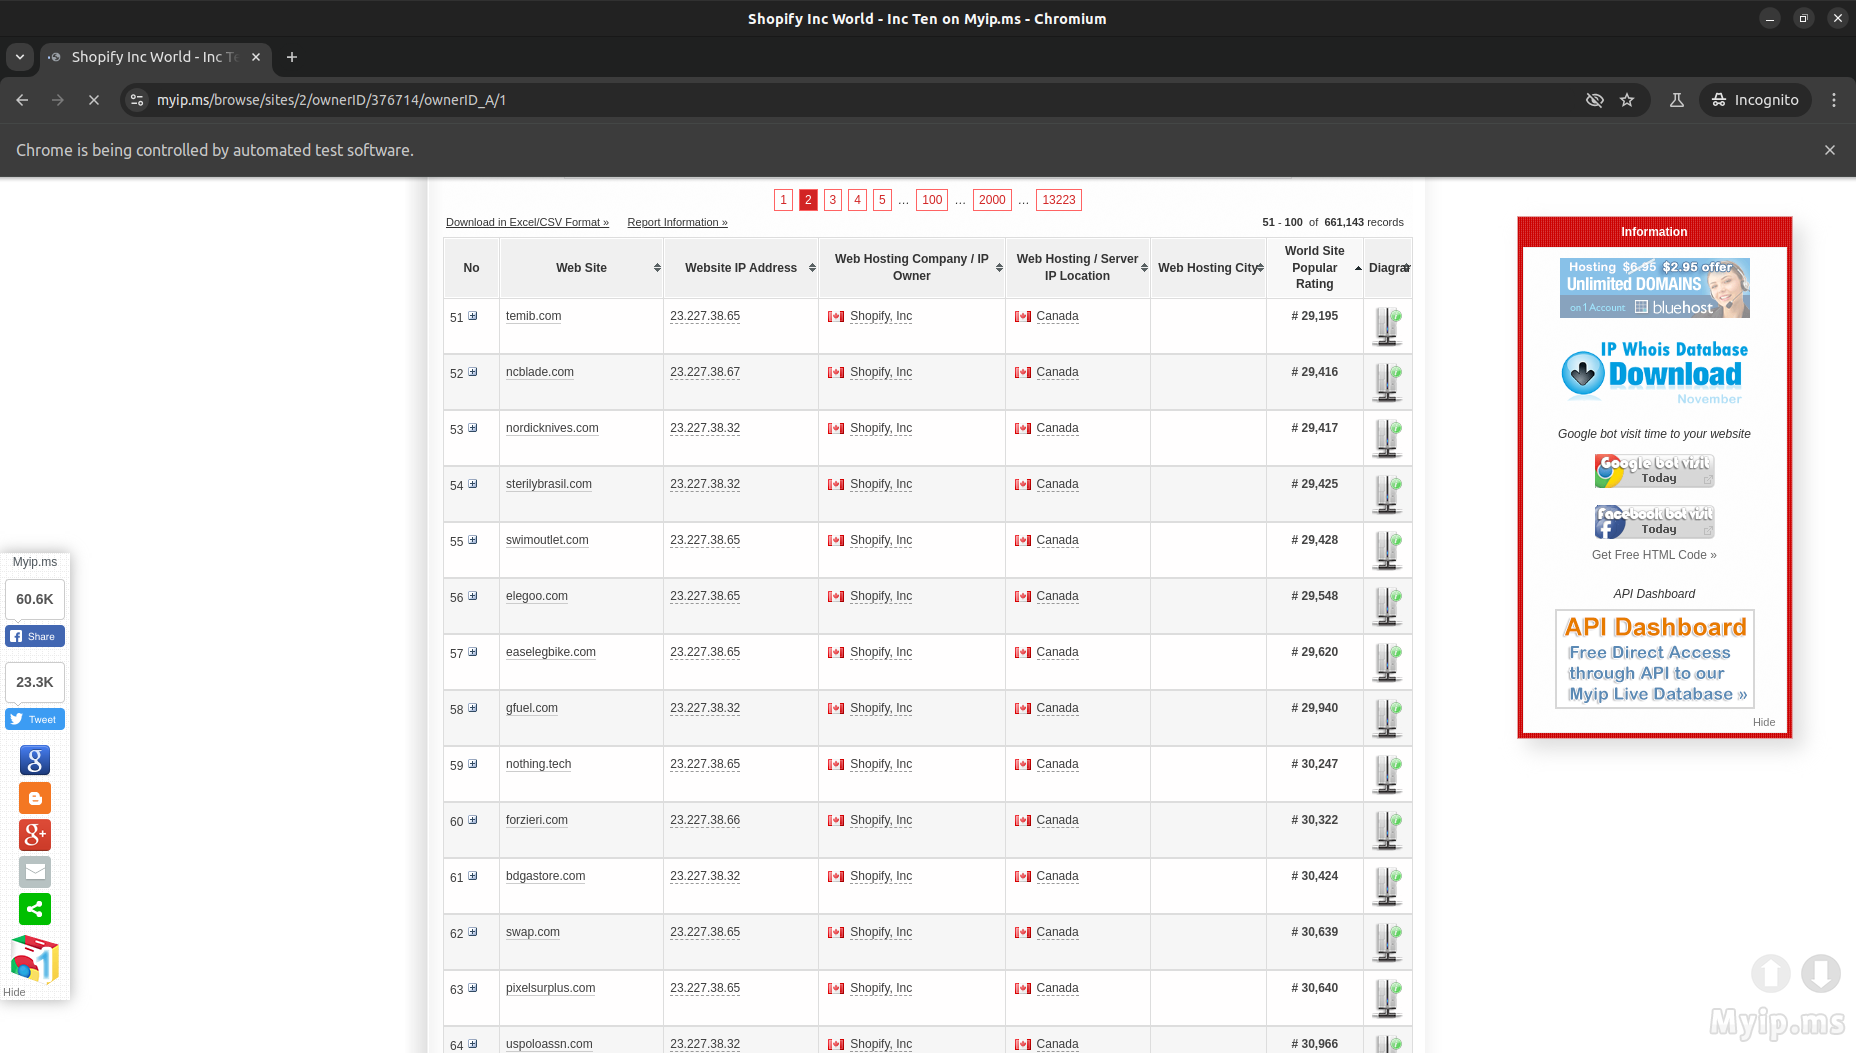 Shopify Inc World - Inc Ten on Myip.ms - Chromium
Shopify Inc World - Inc Te
myip.ms/browse/sites/2/ownerID/376714/ownerID_A/1
Incognito
Chrome is being controlled by automated test software.
1 2 3 4 5 ... 100 ... 2000 ... 13223
Download in Excel/CSV Format » Report Information » 51 - 100 of 661,143 records
No Web Site Website IP Address Web Hosting Company / IP Owner Web Hosting / Server IP Location Web Hosting City World Site Popular Rating Diagram
51 temib.com 23.227.38.65 Shopify, Inc Canada # 29,195
52 ncblade.com 23.227.38.67 Shopify, Inc Canada # 29,416
53 nordicknives.com 23.227.38.32 Shopify, Inc Canada # 29,417
54 sterilybrasil.com 23.227.38.32 Shopify, Inc Canada # 29,425
55 swimoutlet.com 23.227.38.65 Shopify, Inc Canada # 29,428
56 elegoo.com 23.227.38.65 Shopify, Inc Canada # 29,548
57 easelegbike.com 23.227.38.65 Shopify, Inc Canada # 29,620
58 gfuel.com 23.227.38.32 Shopify, Inc Canada # 29,940
59 nothing.tech 23.227.38.65 Shopify, Inc Canada # 30,247
60 forzieri.com 23.227.38.66 Shopify, Inc Canada # 30,322
61 bdgastore.com 23.227.38.32 Shopify, Inc Canada # 30,424
62 swap.com 23.227.38.65 Shopify, Inc Canada # 30,639
63 pixelsurplus.com 23.227.38.65 Shopify, Inc Canada # 30,640
64 uspoloassn.com 23.227.38.32 Shopify, Inc Canada # 30,966
Myip.ms
60.6K
Share
23.3K
Tweet
Hide
Information
Hosting $6.95 $2.95 offer
Unlimited DOMAINS
on 1 Account bluehost
IP Whois Database
Download
November
Google bot visit time to your website
Google bot visit
Today
Facebook bot visit
Today
Get Free HTML Code »
API Dashboard
API Dashboard
Free Direct Access
through API to our
Myip Live Database »
Hide
Myip.ms